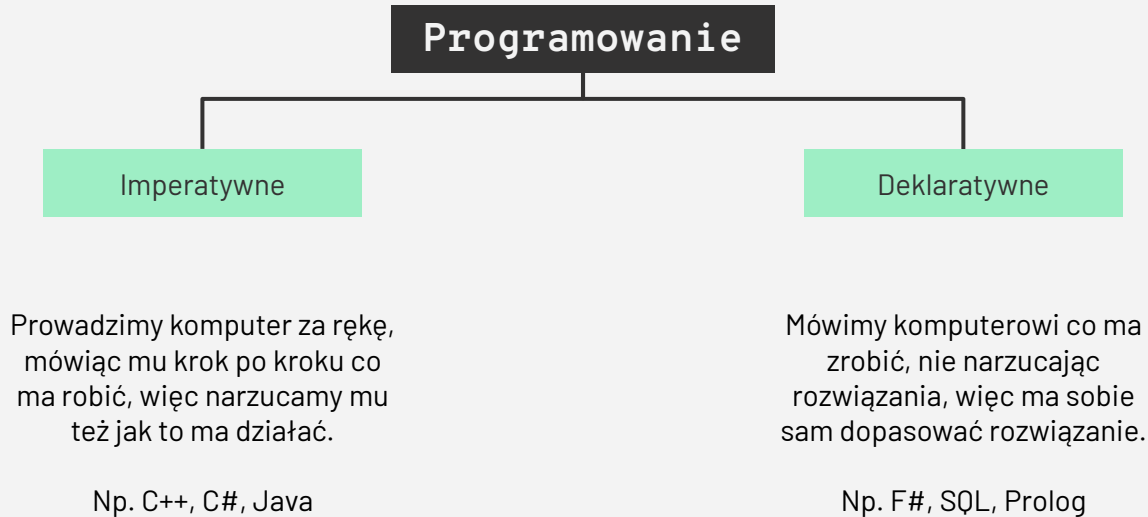 Programowanie
Imperatywne
Deklaratywne
Prowadzimy komputer za rękę,
mówiąc mu krok po kroku co
ma robić, więc narzucamy mu
też jak to ma działać.
Np. C++, C#, Java
Mówimy komputerowi co ma
zrobić, nie narzucając
rozwiązania, więc ma sobie
sam dopasować rozwiązanie.
Np. F#, SQL, Prolog